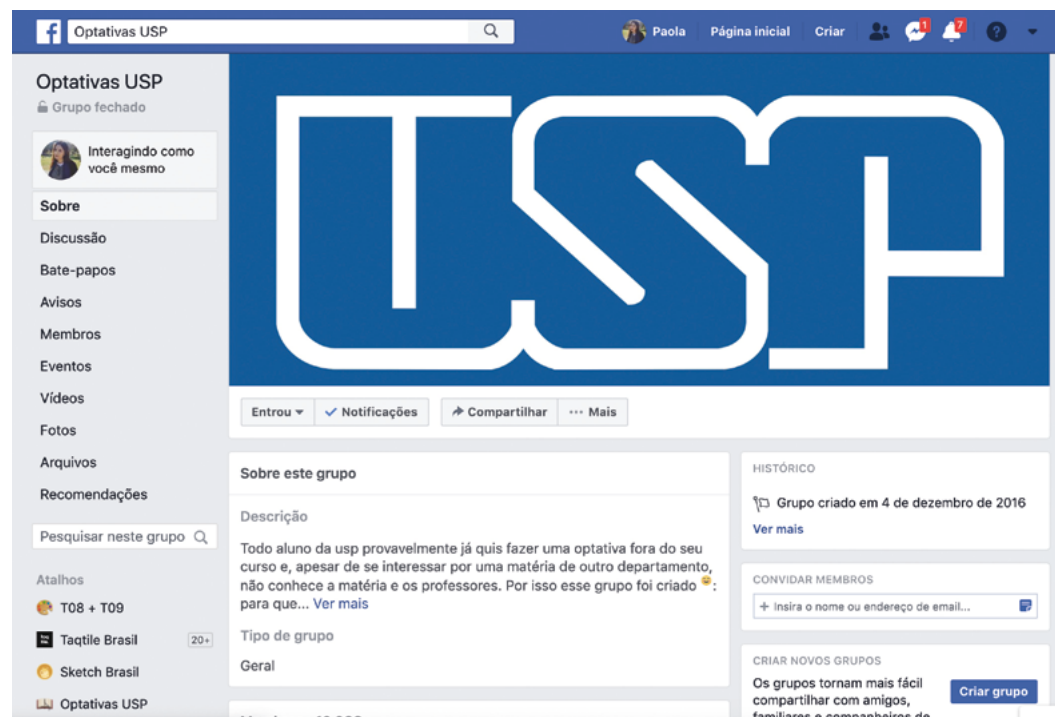 Optativas USP
Paola
Página inicial
Criar
1
7
Optativas USP
Grupo fechado
Interagindo como
você mesmo
Sobre
Discussão
Bate-papos
Avisos
Membros
Eventos
Vídeos
Fotos
Arquivos
Recomendações
Pesquisar neste grupo
Atalhos
T08 + T09
Taqtile Brasil 20+
Sketch Brasil
Optativas USP
USP
Entrou
Notificações
Compartilhar
Mais
Sobre este grupo
Descrição
Todo aluno da usp provavelmente já quis fazer uma optativa fora do seu
curso e, apesar de se interessar por uma matéria de outro departamento,
não conhece a matéria e os professores. Por isso esse grupo foi criado 😀:
para que... Ver mais
Tipo de grupo
Geral
HISTÓRICO
Grupo criado em 4 de dezembro de 2016
Ver mais
CONVIDAR MEMBROS
+ Insira o nome ou endereço de email...
CRIAR NOVOS GRUPOS
Os grupos tornam mais fácil
compartilhar com amigos,
familiares e companheiros de
Criar grupo